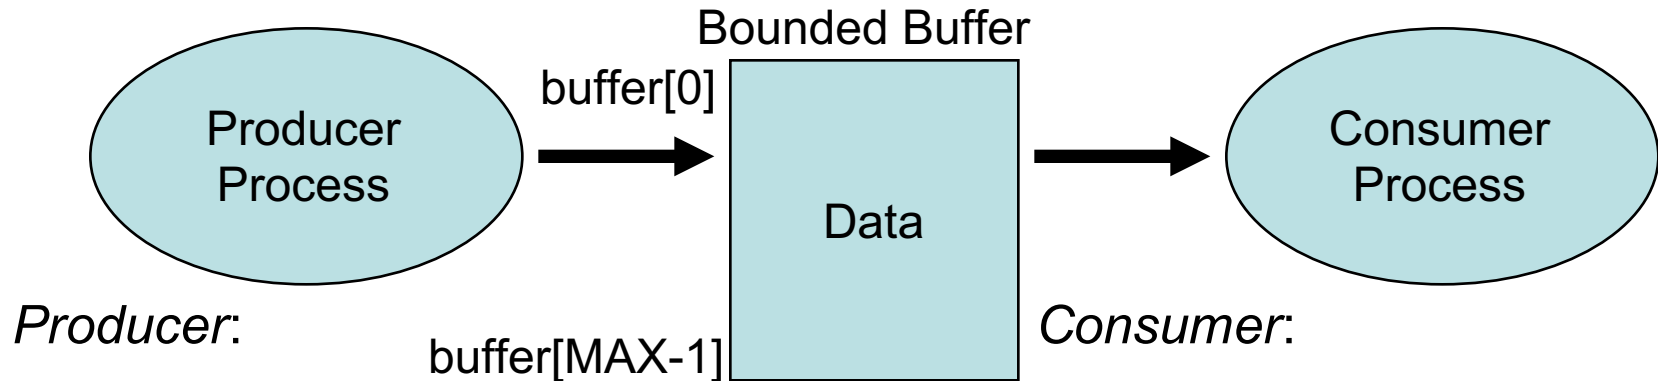 Bounded Buffer
buffer[0]
Producer
Process
Data
Consumer
Process
Producer:
buffer[MAX-1]
Consumer: